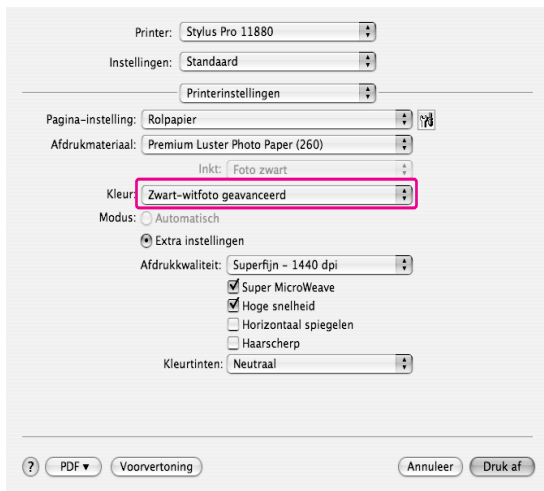 Printer: Stylus Pro 11880
Instellingen: Standaard
Printerinstellingen
Pagina-instelling: Rolpapier
Afdrukmateriaal: Premium Luster Photo Paper (260)
Inkt: Foto zwart
Kleur: Zwart-witfoto geavanceerd
Modus: Automatisch
Extra instellingen
Afdrukkwaliteit: Superfijn - 1440 dpi
Super MicroWeave
Hoge snelheid
Horizontaal spiegelen
Haarscherp
Kleurtinten: Neutraal
? PDF ▼ Voorvertoning Annuleer Druk af